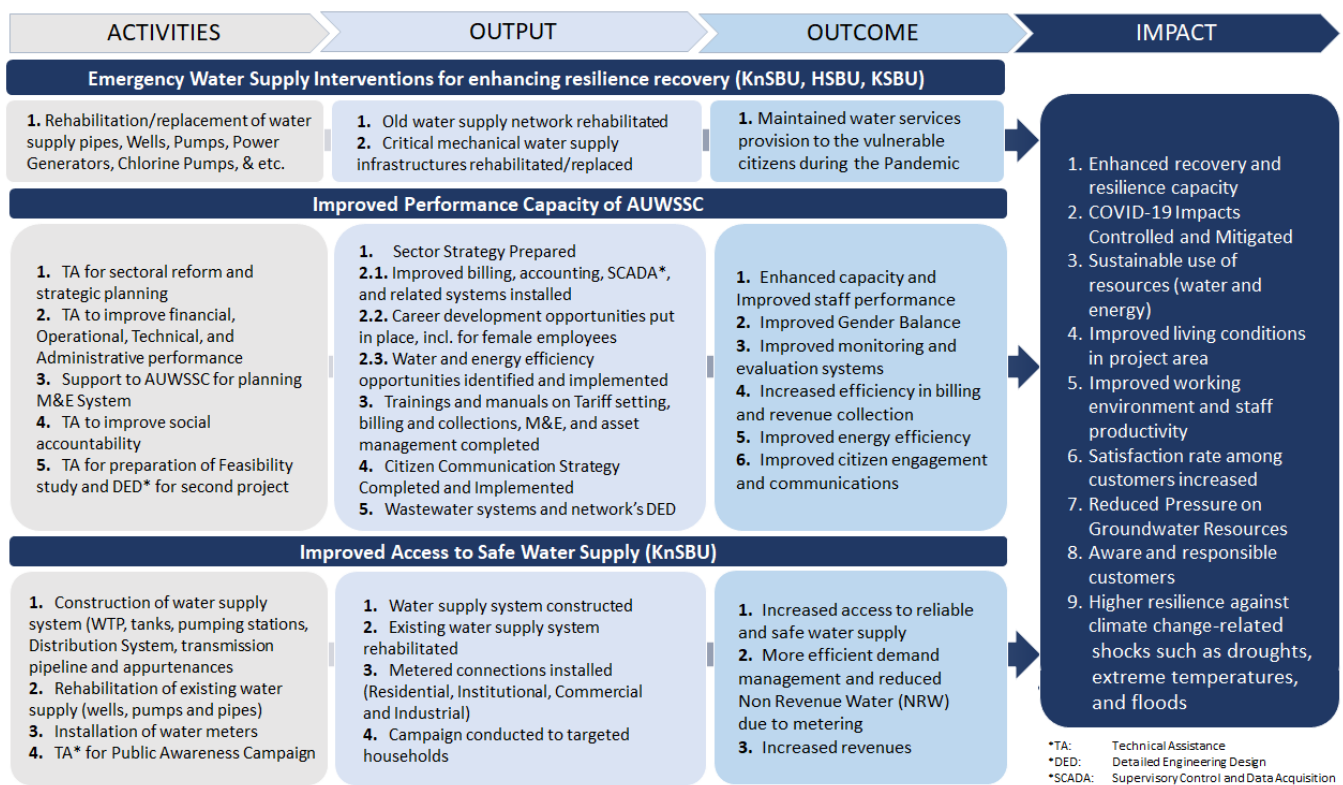 ACTIVITIES
OUTPUT
OUTCOME
IMPACT
Emergency Water Supply Interventions for enhancing resilience recovery (KnSBU, HSBU, KSBU)
1. Rehabilitation/replacement of water
supply pipes, Wells, Pumps, Power
Generators, Chlorine Pumps, & etc.
1. Old water supply network rehabilitated
2. Critical mechanical water supply
infrastructures rehabilitated/replaced
1. Maintained water services
provision to the vulnerable
citizens during the Pandemic
Improved Performance Capacity of AUWSSC
1. TA for sectoral reform and
strategic planning
2. TA to improve financial,
Operational, Technical, and
Administrative performance
3. Support to AUWSSC for planning
M&E System
4. TA to improve social
accountability
5. TA for preparation of Feasibility
study and DED* for second project
1. Sector Strategy Prepared
2.1. Improved billing, accounting, SCADA*,
and related systems installed
2.2. Career development opportunities put
in place, incl. for female employees
2.3. Water and energy efficiency
opportunities identified and implemented
3. Trainings and manuals on Tariff setting,
billing and collections, M&E, and asset
management completed
4. Citizen Communication Strategy
Completed and Implemented
5. Wastewater systems and network's DED
1. Enhanced capacity and
Improved staff performance
2. Improved Gender Balance
3. Improved monitoring and
evaluation systems
4. Increased efficiency in billing
and revenue collection
5. Improved energy efficiency
6. Improved citizen engagement
and communications
Improved Access to Safe Water Supply (KnSBU)
1. Construction of water supply
system (WTP, tanks, pumping stations,
Distribution System, transmission
pipeline and appurtenances
2. Rehabilitation of existing water
supply (wells, pumps and pipes)
3. Installation of water meters
4. TA* for Public Awareness Campaign
1. Water supply system constructed
2. Existing water supply system
rehabilitated
3. Metered connections installed
(Residential, Institutional, Commercial
and Industrial)
4. Campaign conducted to targeted
households
1. Increased access to reliable
and safe water supply
2. More efficient demand
management and reduced
Non Revenue Water (NRW)
due to metering
3. Increased revenues
1. Enhanced recovery and
resilience capacity
2. COVID-19 Impacts
Controlled and Mitigated
3. Sustainable use of
resources (water and
energy)
4. Improved living conditions
in project area
5. Improved working
environment and staff
productivity
6. Satisfaction rate among
customers increased
7. Reduced Pressure on
Groundwater Resources
8. Aware and responsible
customers
9. Higher resilience against
climate change-related
shocks such as droughts,
extreme temperatures,
and floods
*TA: Technical Assistance
*DED: Detailed Engineering Design
*SCADA: Supervisory Control and Data Acquisition